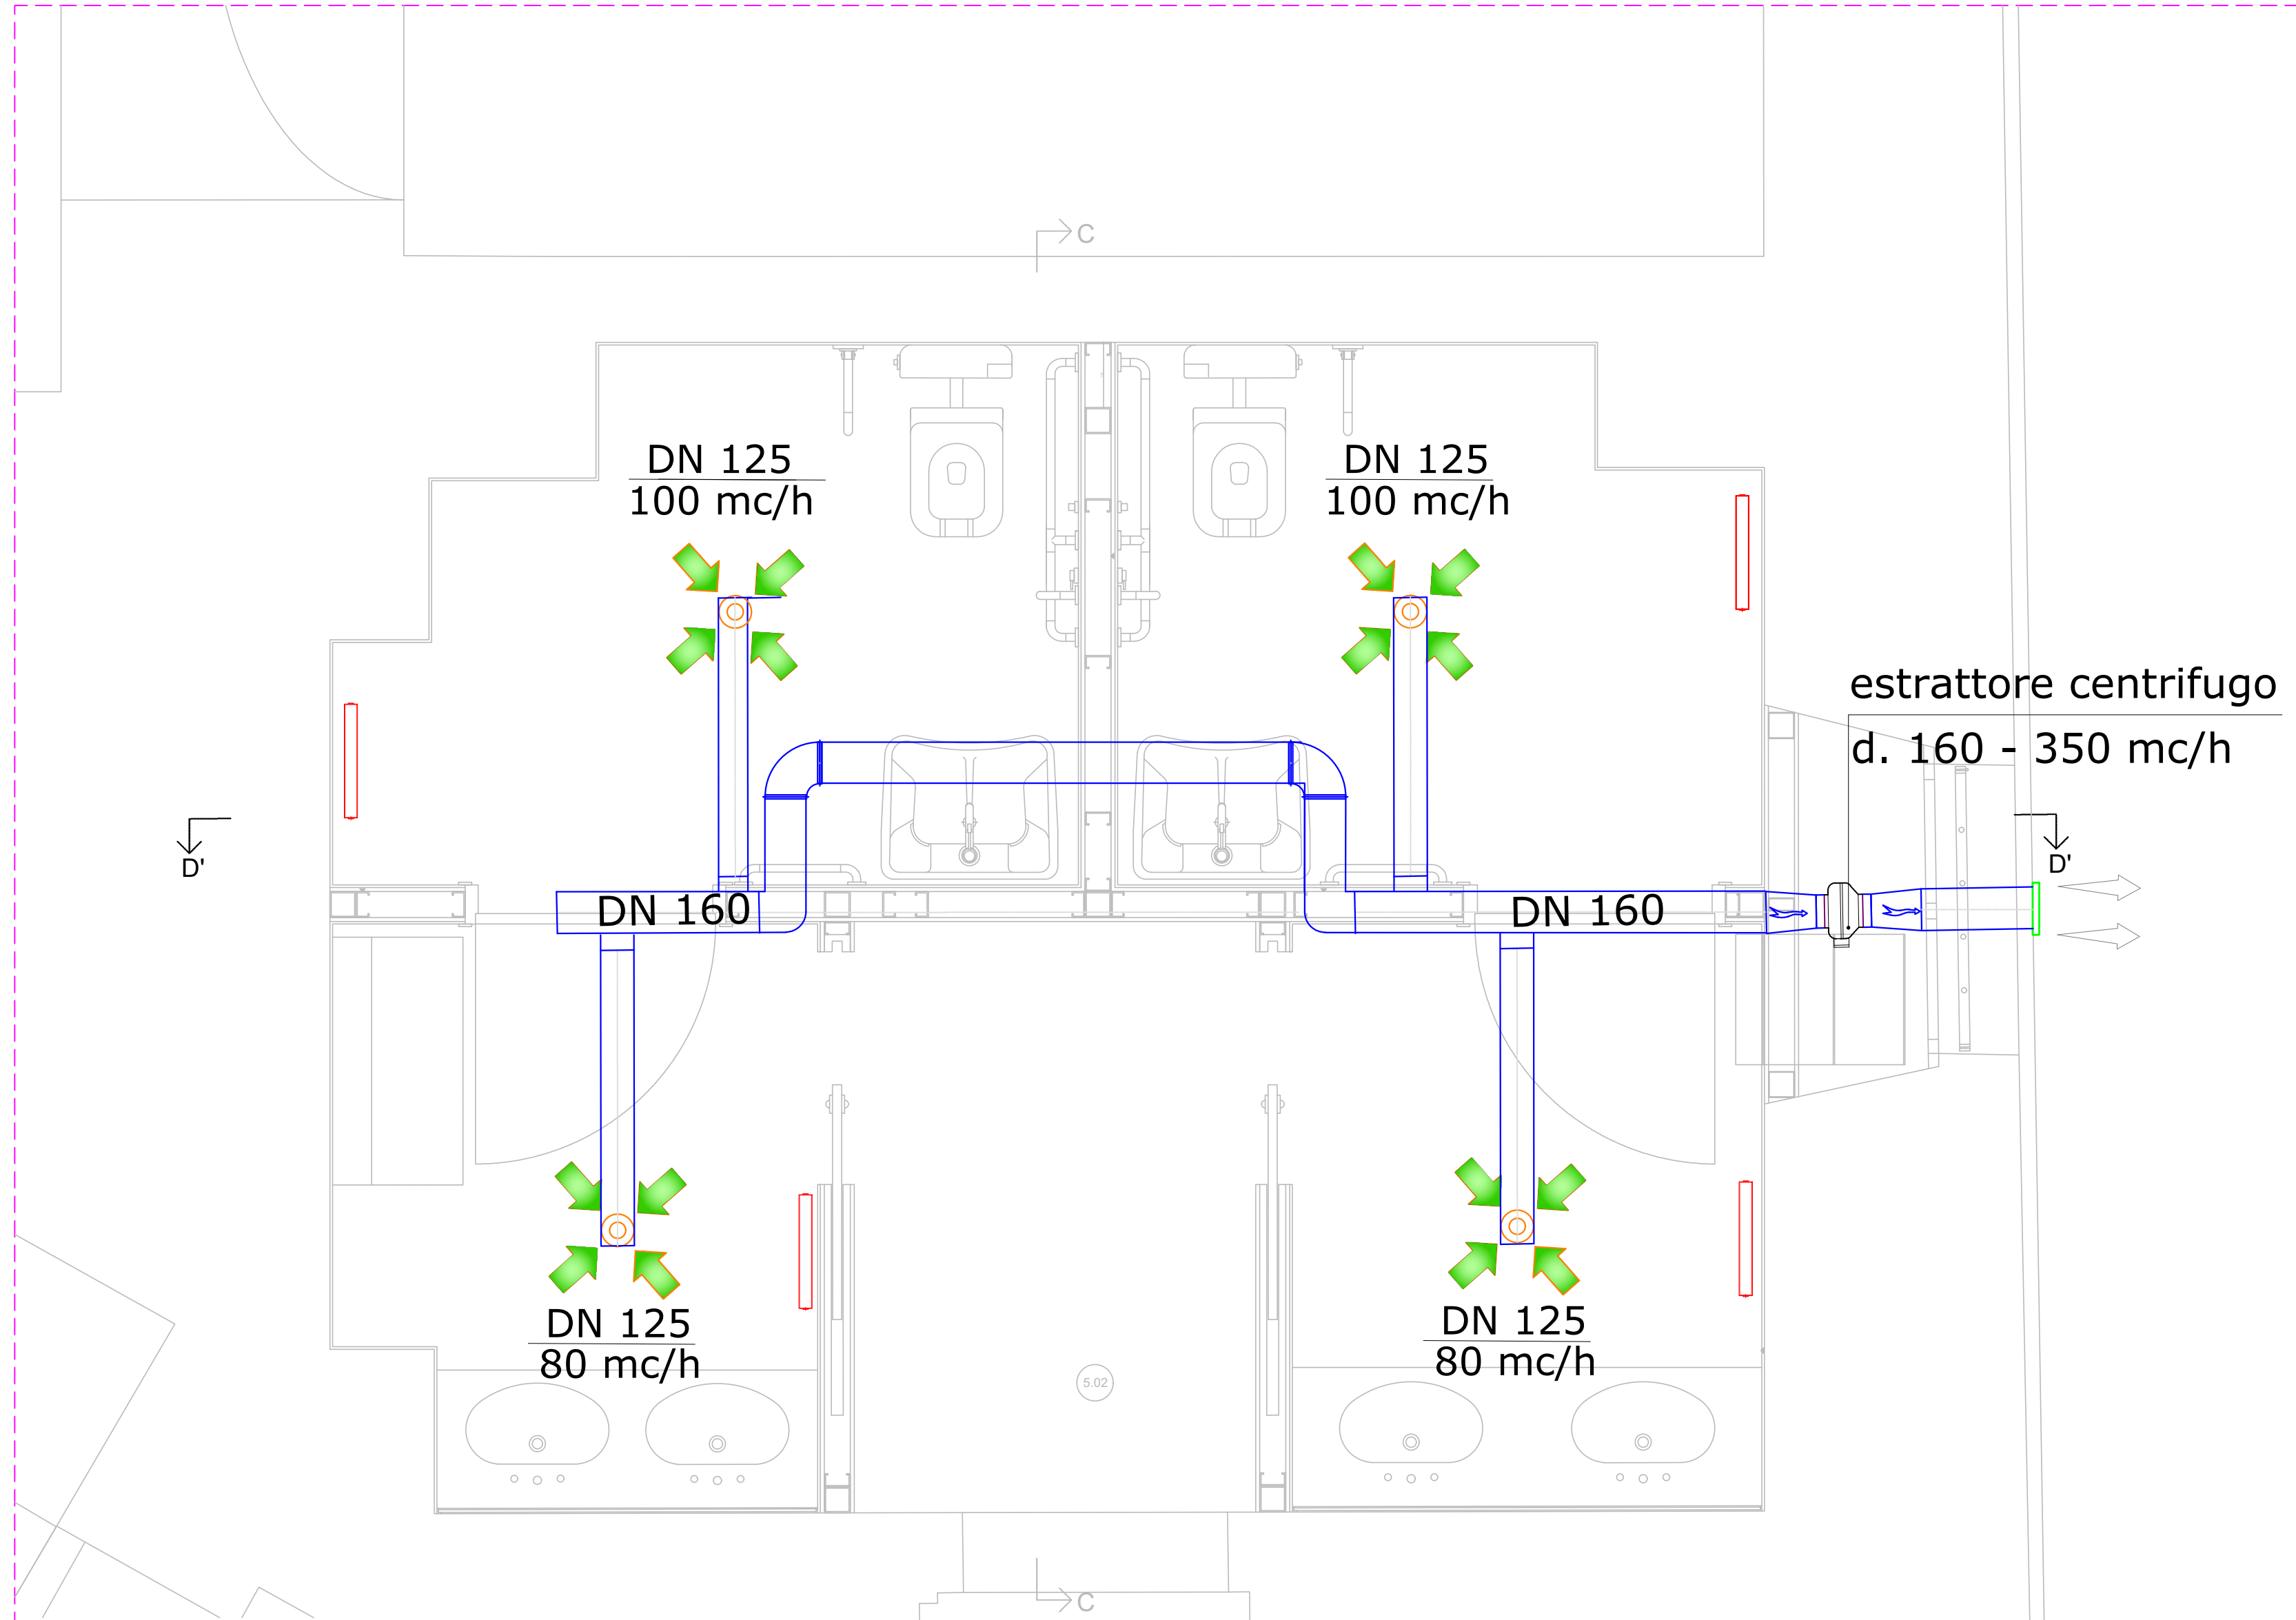 C
DN 125
100 mc/h
DN 125
100 mc/h
estrattore centrifugo
d. 160 - 350 mc/h
D'
D'
DN 160
DN 160
DN 125
80 mc/h
DN 125
80 mc/h
5.02
C